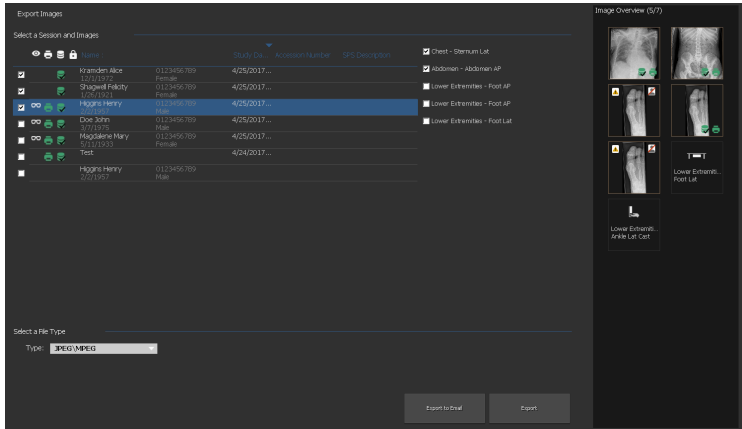 Export Images
Image Overview (5/7)
Select a Session and Images
Name Study De... Accession Number SPS Description
Kramden Alice 0123456789 4/25/2017...
12/1/1972 Female
Shagwell Felicity 0123456789 4/25/2017...
1/26/1921 Female
Higgins Henry 0123456789 4/25/2017...
2/2/1957 Male
Doe John 0123456789 4/25/2017...
3/7/1975 Male
Magdalene Mary 0123456789 4/25/2017...
5/11/1933 Female
Test 4/24/2017...
Higgins Henry 0123456789
2/2/1957 Male
Chest - Sternum Lat
Abdomen - Abdomen AP
Lower Extremities - Foot AP
Lower Extremities - Foot AP
Lower Extremities - Foot Lat
Lower Extremiti...
Foot Lat
Lower Extremiti...
Ankle Lat Cast
Select a File Type
Type: JPEG\MPEG
Export to Email
Export